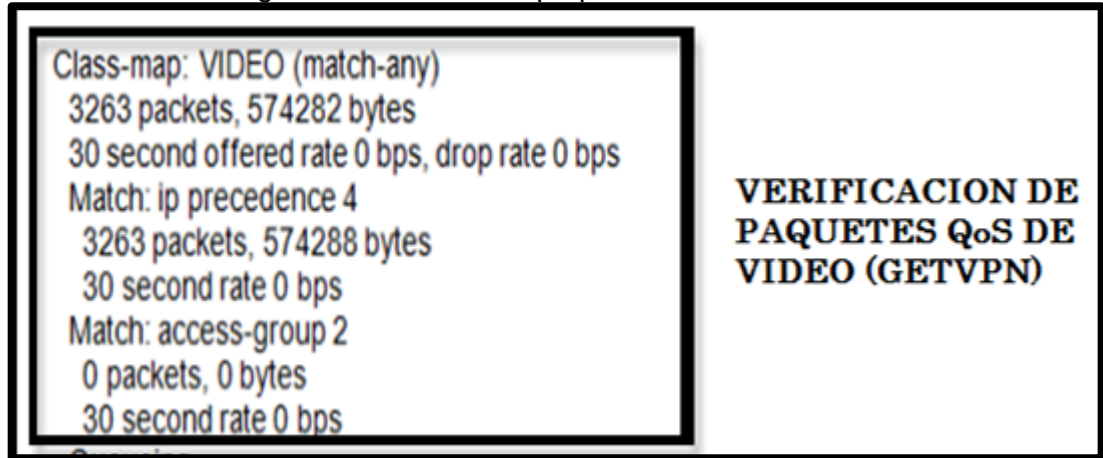 Class-map: VIDEO (match-any)
3263 packets, 574282 bytes
30 second offered rate 0 bps, drop rate 0 bps
Match: ip precedence 4
3263 packets, 574288 bytes
30 second rate 0 bps
Match: access-group 2
0 packets, 0 bytes
30 second rate 0 bps
VERIFICACION DE
PAQUETES QoS DE
VIDEO (GETVPN)